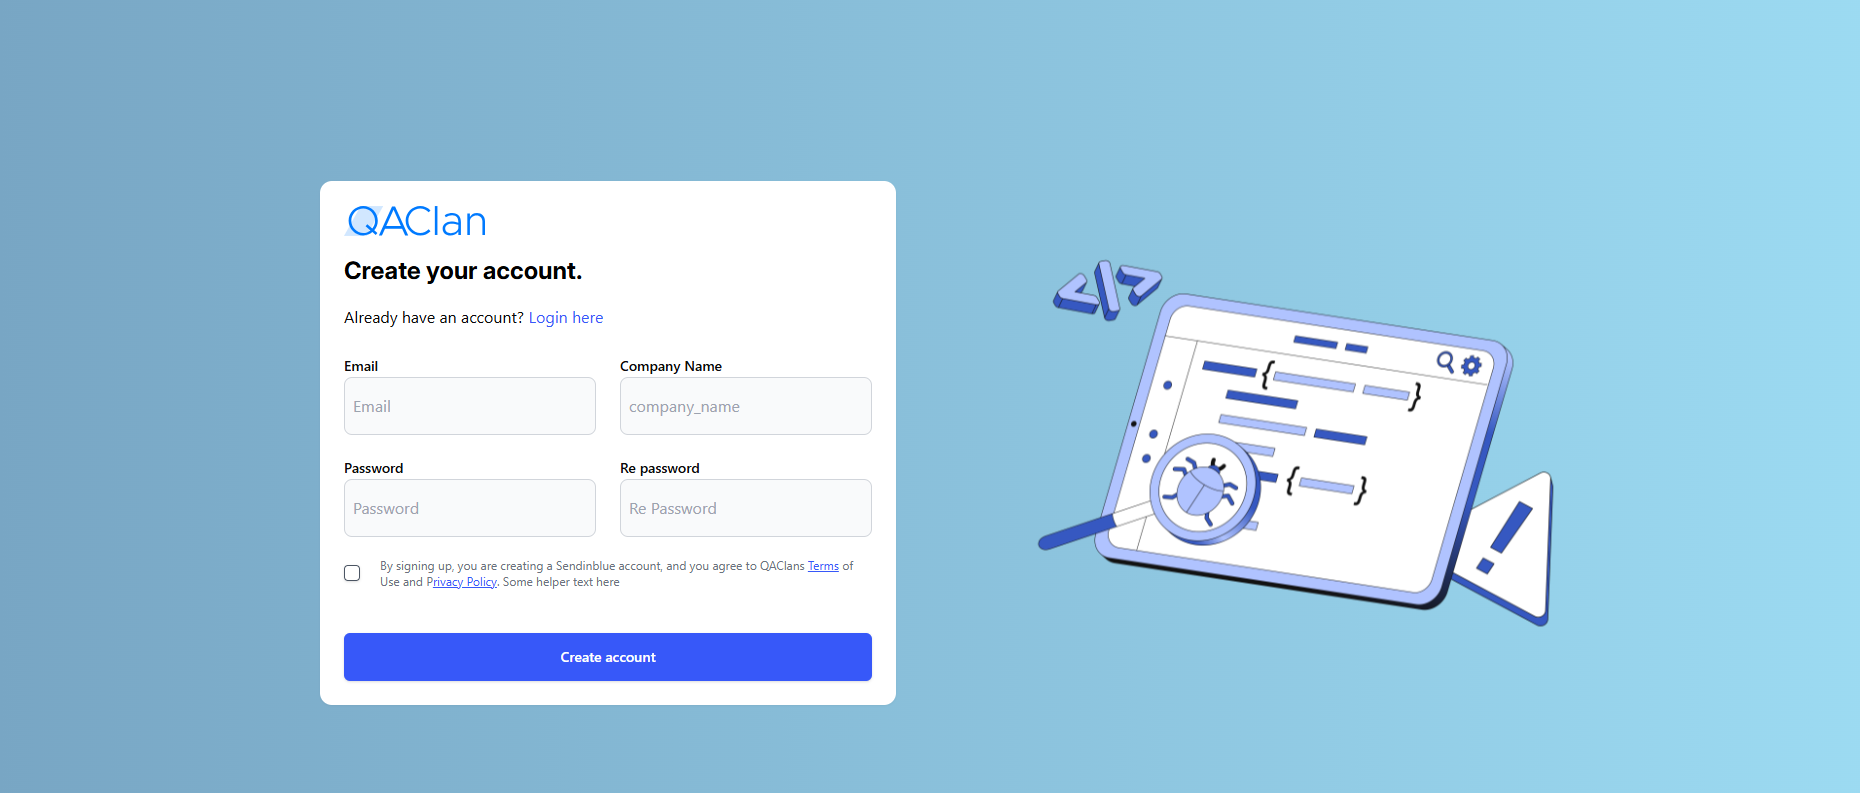 QAClan
Create your account.
Already have an account? Login here
Email
Company Name
Email
company_name
Password
Re password
Password
Re Password
By signing up, you are creating a Sendinblue account, and you agree to QAClans Terms of
Use and Privacy Policy. Some helper text here
Create account